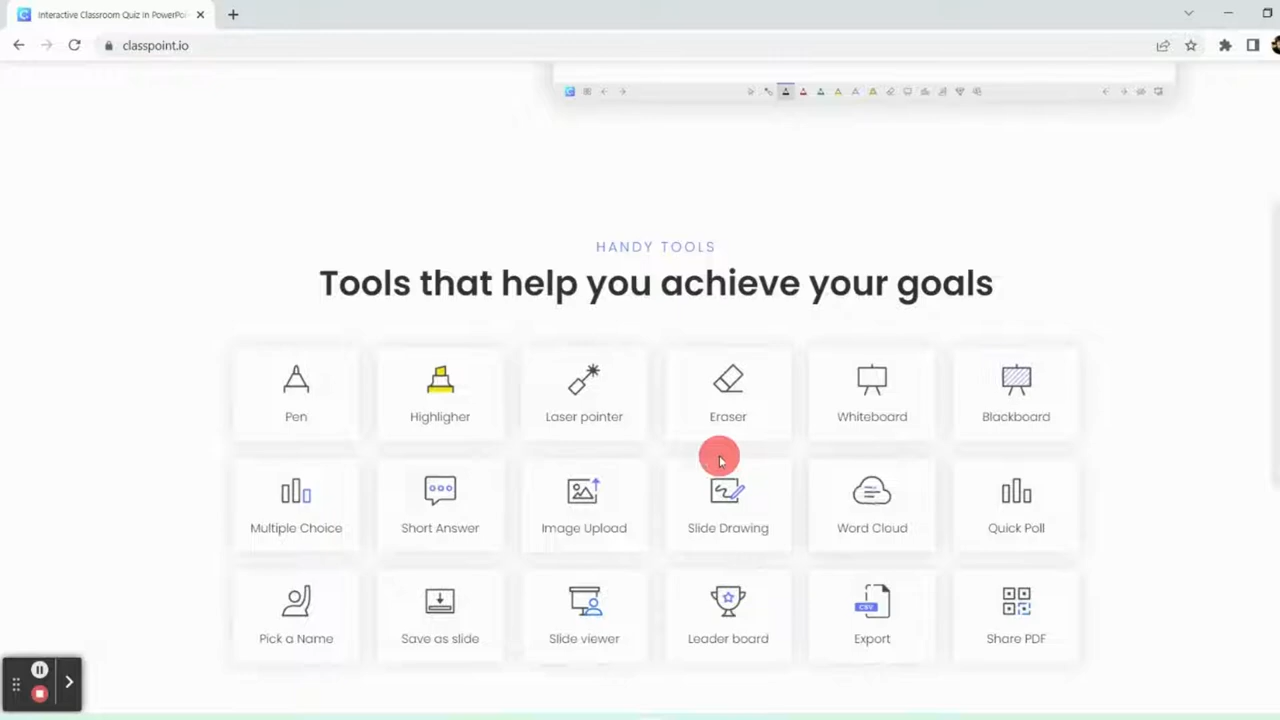 Interactive Classroom Quiz in PowerPoi
classpoint.io
HANDY TOOLS
Tools that help you achieve your goals
Pen
Highligher
Laser pointer
Eraser
Whiteboard
Blackboard
Multiple Choice
Short Answer
Image Upload
Slide Drawing
Word Cloud
Quick Poll
Pick a Name
Save as slide
Slide viewer
Leader board
CSV
Export
Share PDF